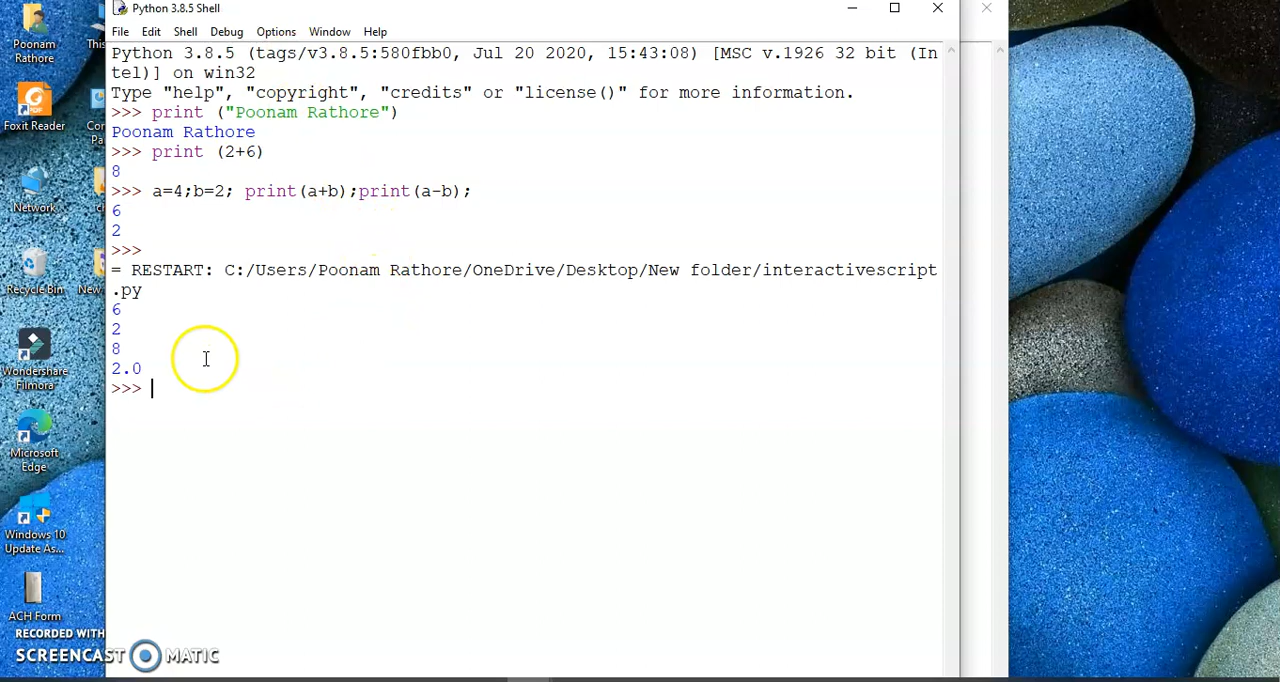 Python 3.8.5 Shell
File Edit Shell Debug Options Window Help
Python 3.8.5 (tags/v3.8.5:580fbb0, Jul 20 2020, 15:43:08) [MSC v.1926 32 bit (In
tel)] on win32
Type "help", "copyright", "credits" or "license()" for more information.
>>> print ("Poonam Rathore")
Poonam Rathore
>>> print (2+6)
8
>>> a=4;b=2; print(a+b);print(a-b);
6
2
>>>
= RESTART: C:/Users/Poonam Rathore/OneDrive/Desktop/New folder/interactivescript
.py
6
2
8
2.0
>>>
Poonam
Rathore
This
Foxit Reader
Con
Pa
Network
Recycle Bin
New
Wondershare
Filmora
Microsoft
Edge
Windows 10
Update As...
ACH Form
RECORDED WITH
SCREENCAST MATIC